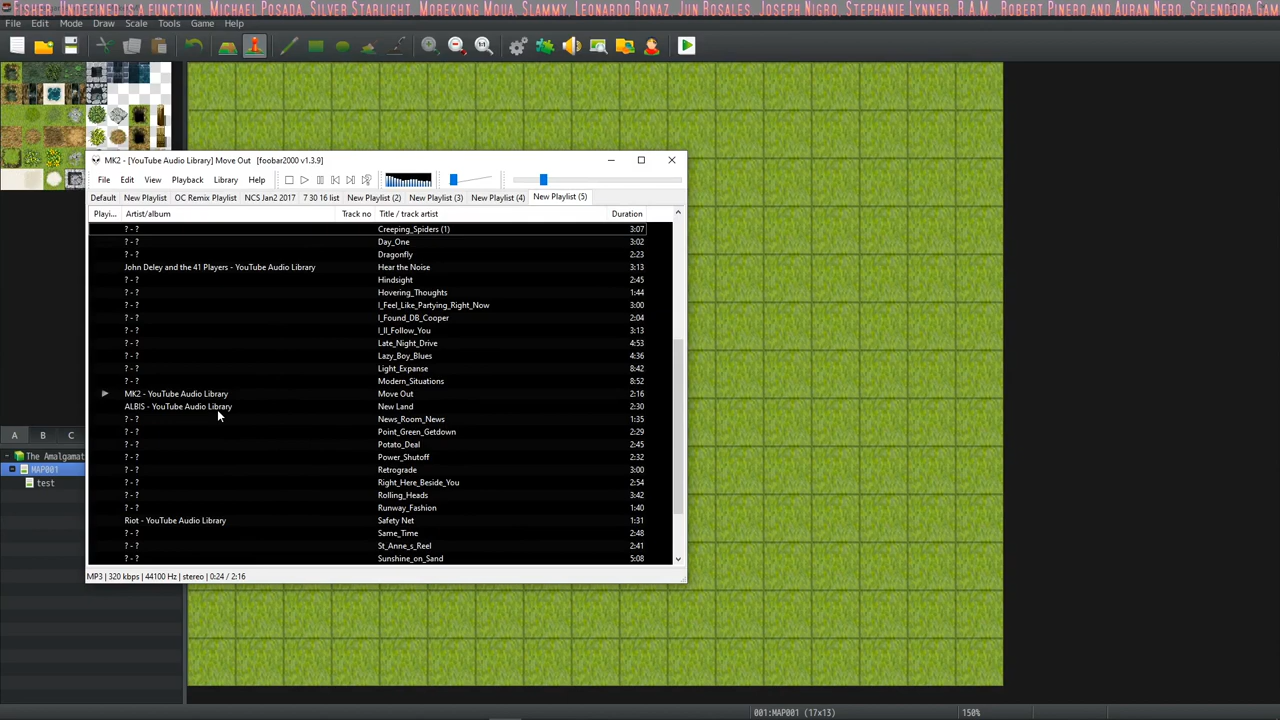 FISHER, UNDEFINED IS A FUNCTION, MICHAEL POSADA, SILVER STARLIGHT, MOREKONG MOUA, SLAMMY, LEONARDO RONAZ, JUN ROSALES, JOSEPH NIGRO, STEPHANIE LYNNER, R.A.M., ROBERT PINERO AND AURAN NERO, SPLENDORA GAM
File Edit Mode Draw Scale Tools Game Help
MK2 - [YouTube Audio Library] Move Out [foobar2000 v1.3.9]
File Edit View Playback Library Help
Default New Playlist OC Remix Playlist NCS Jan2 2017 7 30 16 list New Playlist (2) New Playlist (3) New Playlist (4) New Playlist (5)
Playi... Artist/album Track no Title / track artist Duration
? - ? Creeping_Spiders (1) 3:07
? - ? Day_One 3:02
? - ? Dragonfly 2:23
John Deley and the 41 Players - YouTube Audio Library Hear the Noise 3:13
? - ? Hindsight 2:45
? - ? Hovering_Thoughts 1:44
? - ? I_Feel_Like_Partying_Right_Now 3:00
? - ? I_Found_DB_Cooper 2:04
? - ? I_ll_Follow_You 3:13
? - ? Late_Night_Drive 4:53
? - ? Lazy_Boy_Blues 4:36
? - ? Light_Expanse 8:42
? - ? Modern_Situations 8:52
MK2 - YouTube Audio Library Move Out 2:16
ALBIS - YouTube Audio Library New Land 2:30
? - ? News_Room_News 1:35
? - ? Point_Green_Getdown 2:29
? - ? Potato_Deal 2:45
? - ? Power_Shutoff 2:32
? - ? Retrograde 3:00
? - ? Right_Here_Beside_You 2:54
? - ? Rolling_Heads 3:42
? - ? Runway_Fashion 1:40
Riot - YouTube Audio Library Safety Net 1:31
? - ? Same_Time 2:48
? - ? St_Anne_s_Reel 2:41
? - ? Sunshine_on_Sand 5:08
MP3 | 320 kbps | 44100 Hz | stereo | 0:24 / 2:16
A B C
The Amalgamat
MAP001
test
001:MAP001 (17x13) 150%